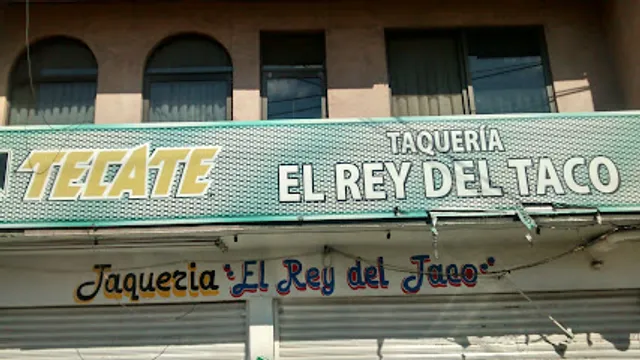 TECATE
TAQUERÍA
EL REY DEL TACO
Taqueria "El Rey del Taco"